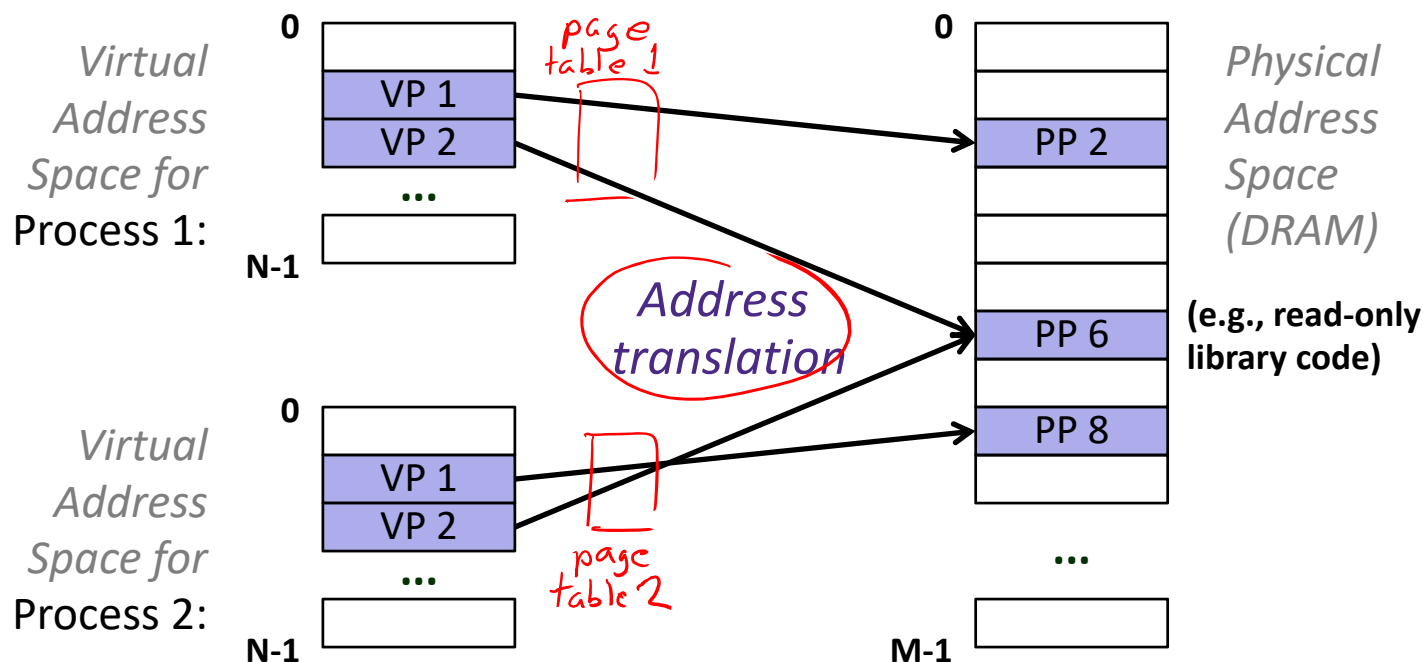 0
Virtual
Address
Space for
Process 1:
VP 1
VP 2
...
N-1
page
table 1
0
Physical
Address
Space
(DRAM)
PP 2
Address
translation
PP 6
(e.g., read-only
library code)
PP 8
...
M-1
0
Virtual
Address
Space for
Process 2:
VP 1
VP 2
...
N-1
page
table 2